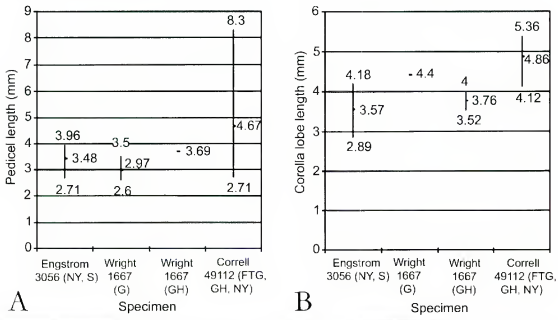 9
8
7
6
5
4
3
2
1
0
Pedicel length (mm)
8.3
4.67
3.96
3.5
3.48
2.97
3.69
2.71
2.6
2.71
Engstrom 3056 (NY, S)
Wright 1667 (G)
Wright 1667 (GH)
Correll 49112 (FTG, GH, NY)
Specimen
A
6
5
4
3
2
1
0
Corolla lobe length (mm)
5.36
4.86
4.18
4.4
4
4.12
3.57
3.76
3.52
2.89
Engstrom 3056 (NY, S)
Wright 1667 (G)
Wright 1667 (GH)
Correll 49112 (FTG, GH, NY)
Specimen
B